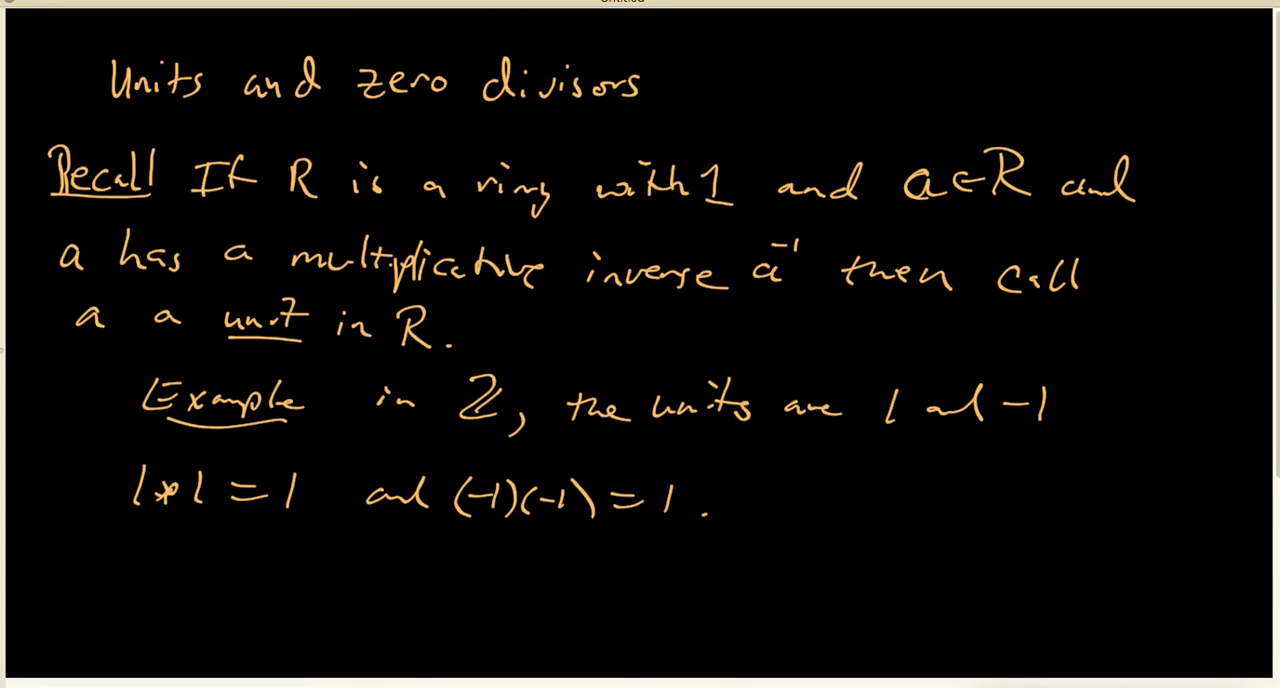 Untitled
Units and zero divisors
Recall If R is a ring with 1 and a∈R and
a has a multiplicative inverse a⁻¹ then call
a a unit in R.
Example in ℤ, the units are 1 and -1
1*1 = 1 and (-1)(-1) = 1.